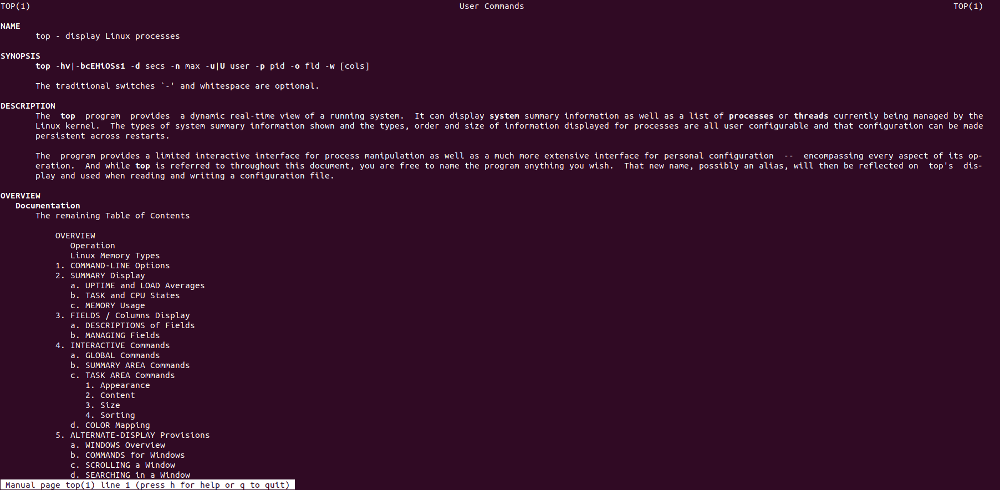 TOP(1) User Commands TOP(1)
NAME
top - display Linux processes
SYNOPSIS
top -hv|-bcEHiOSs1 -d secs -n max -u|U user -p pid -o fld -w [cols]
The traditional switches `-' and whitespace are optional.
DESCRIPTION
The top program provides a dynamic real-time view of a running system. It can display system summary information as well as a list of processes or threads currently being managed by the
Linux kernel. The types of system summary information shown and the types, order and size of information displayed for processes are all user configurable and that configuration can be made
persistent across restarts.
The program provides a limited interactive interface for process manipulation as well as a much more extensive interface for personal configuration -- encompassing every aspect of its op-
eration. And while top is referred to throughout this document, you are free to name the program anything you wish. That new name, possibly an alias, will then be reflected on top's dis-
play and used when reading and writing a configuration file.
OVERVIEW
Documentation
The remaining Table of Contents
OVERVIEW
Operation
Linux Memory Types
1. COMMAND-LINE Options
2. SUMMARY Display
a. UPTIME and LOAD Averages
b. TASK and CPU States
c. MEMORY Usage
3. FIELDS / Columns Display
a. DESCRIPTIONS of Fields
b. MANAGING Fields
4. INTERACTIVE Commands
a. GLOBAL Commands
b. SUMMARY AREA Commands
c. TASK AREA Commands
1. Appearance
2. Content
3. Size
4. Sorting
d. COLOR Mapping
5. ALTERNATE-DISPLAY Provisions
a. WINDOWS Overview
b. COMMANDS for Windows
c. SCROLLING a Window
d. SEARCHING in a Window
Manual page top(1) line 1 (press h for help or q to quit)